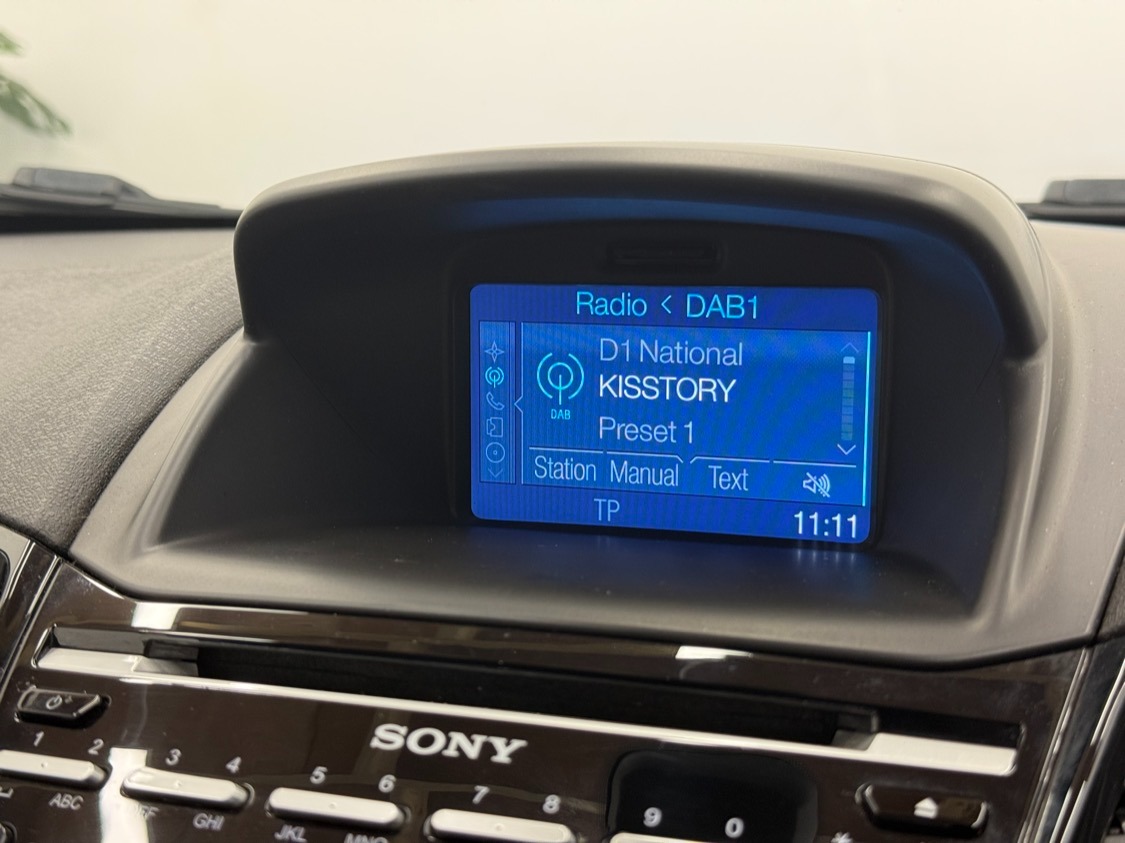 Radio < DAB1
D1 National
KISSTORY
DAB
Preset 1
Station Manual Text
TP
11:11
SONY
1 2 3 4 5 6 7 8 9 0
ABC GHI JKL